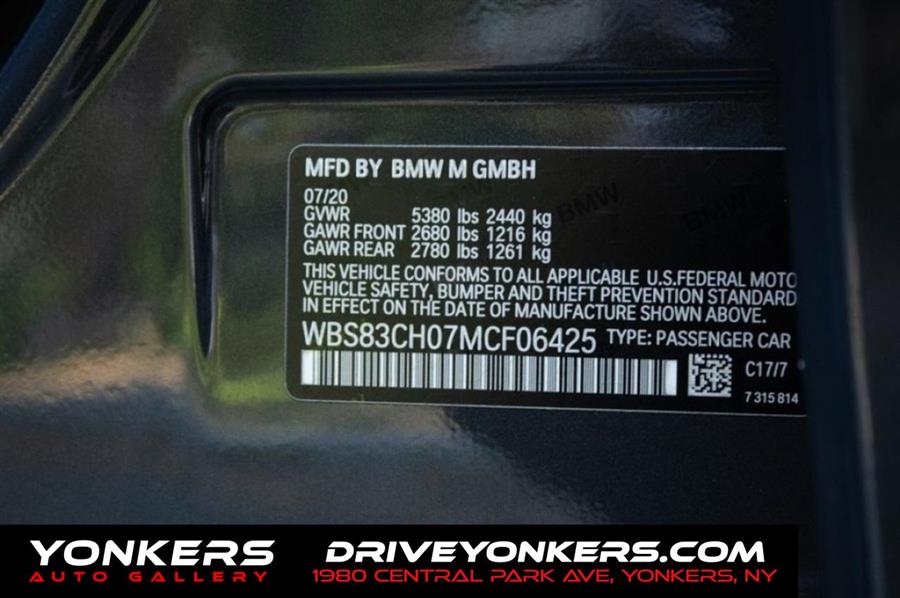 MFD BY BMW M GMBH
07/20
GVWR 5380 lbs 2440 kg
GAWR FRONT 2680 lbs 1216 kg
GAWR REAR 2780 lbs 1261 kg
THIS VEHICLE CONFORMS TO ALL APPLICABLE U.S.FEDERAL MOTO
VEHICLE SAFETY, BUMPER AND THEFT PREVENTION STANDARD
IN EFFECT ON THE DATE OF MANUFACTURE SHOWN ABOVE.
WBS83CH07MCF06425 TYPE: PASSENGER CAR
C17/7
7 315 814
BMW
BMW
YONKERS
AUTO GALLERY
DRIVEYONKERS.COM
1980 CENTRAL PARK AVE, YONKERS, NY